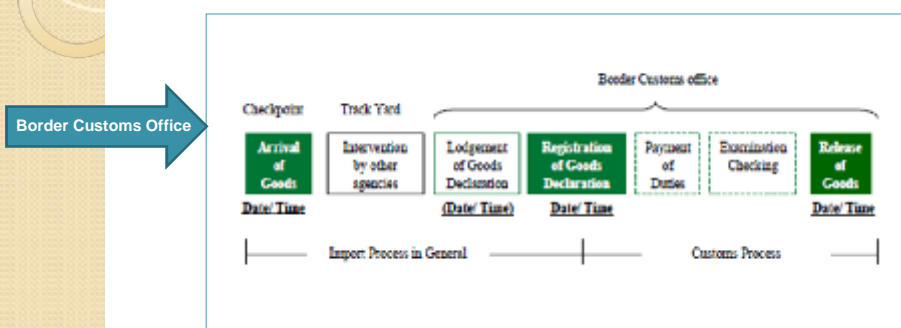 Border Customs Office
Border Customs office
Checkpoint
Track Yard
Arrival
of
Goods
Intervention
by other
agencies
Lodgement
of Goods
Declaration
Registration
of Goods
Declaration
Payment
of
Duties
Examination
Checking
Release
of
Goods
Date/ Time
(Date/ Time)
Date/ Time
Date/ Time
Import Process in General
Customs Process